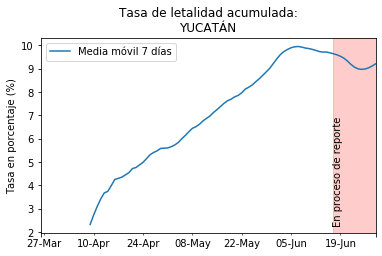 Tasa de letalidad acumulada:
YUCATÁN
Media móvil 7 días
Tasa en porcentaje (%)
10
9
8
7
6
5
4
3
2
En proceso de reporte
27-Mar
10-Apr
24-Apr
08-May
22-May
05-Jun
19-Jun